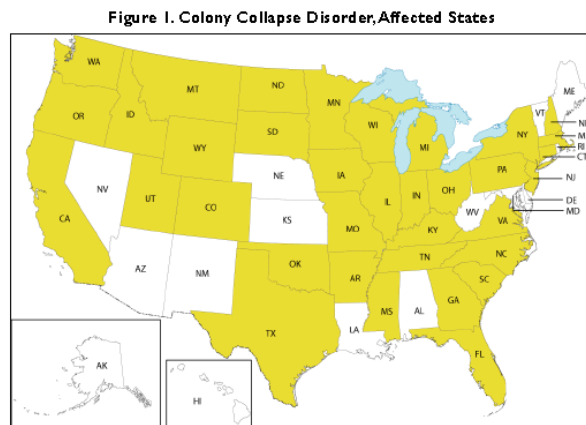 Figure 1. Colony Collapse Disorder, Affected States
WA
MT
ND
MN
ME
VT
OR
ID
SD
WI
NY
NH
M
RI
CT
WY
MI
IA
PA
NJ
NV
NE
UT
CO
IL
IN
OH
DE
MD
CA
KS
MO
WV
VA
KY
NC
TN
AZ
NM
OK
AR
SC
MS
AL
GA
TX
LA
FL
AK
HI